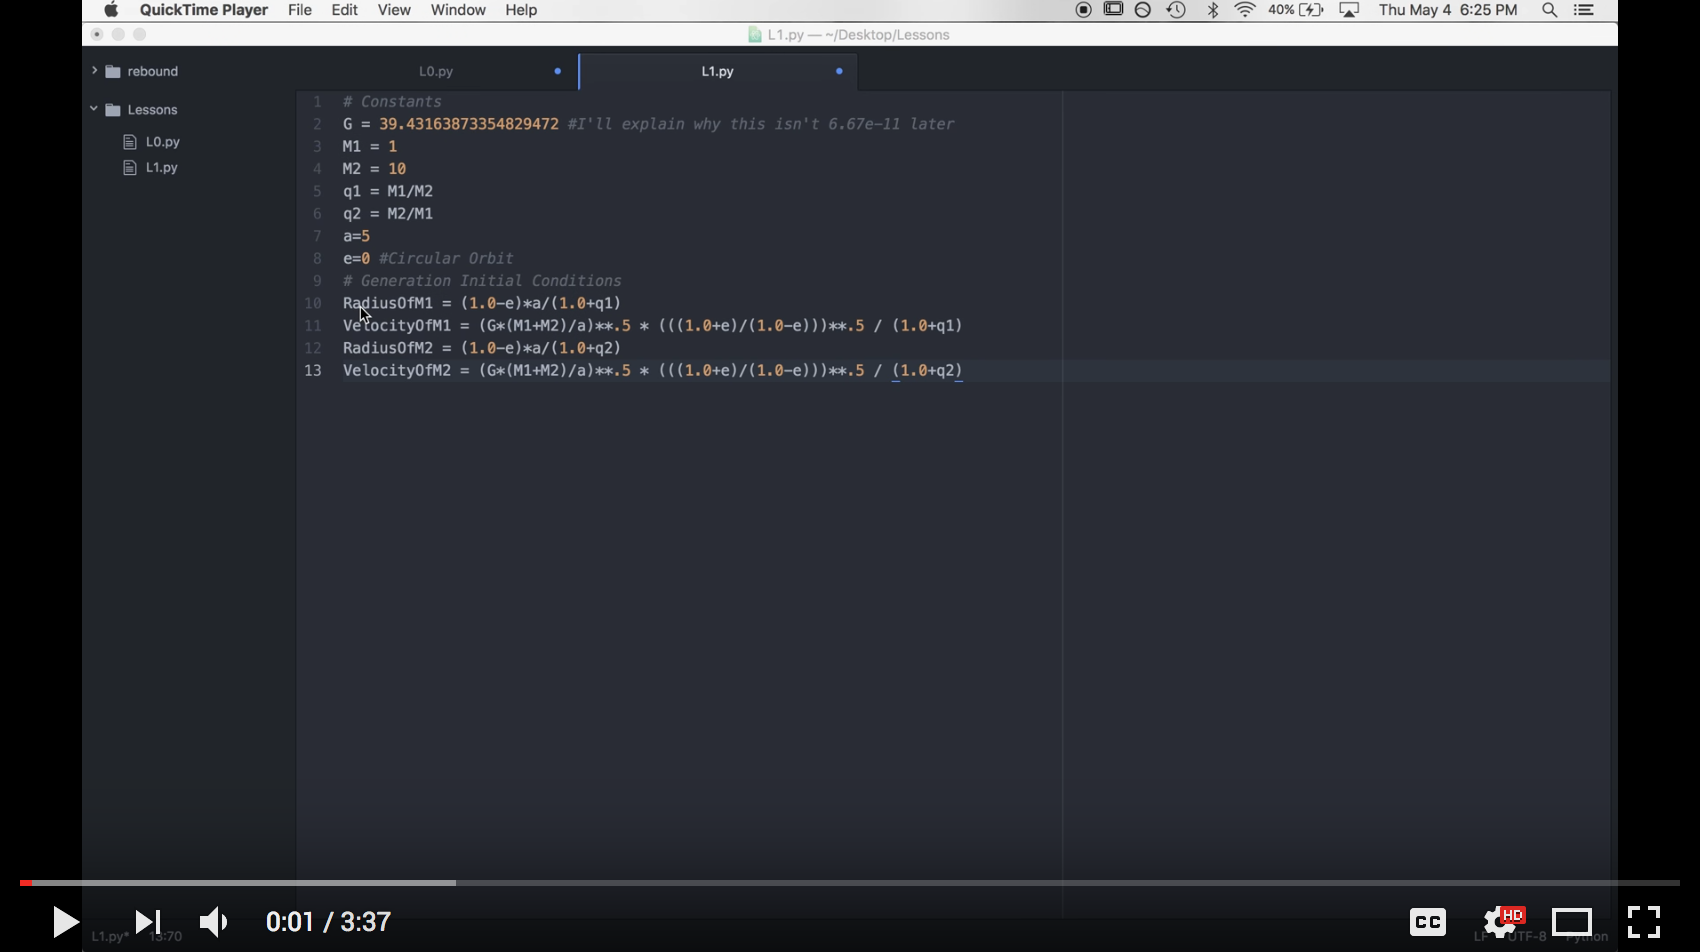 QuickTime Player File Edit View Window Help 40% Thu May 4 6:25 PM
L1.py — ~/Desktop/Lessons
rebound
Lessons
L0.py
L1.py
L0.py L1.py
1 # Constants
2 G = 39.43163873354829472 #I'll explain why this isn't 6.67e-11 later
3 M1 = 1
4 M2 = 10
5 q1 = M1/M2
6 q2 = M2/M1
7 a=5
8 e=0 #Circular Orbit
9 # Generation Initial Conditions
10 RadiusOfM1 = (1.0-e)*a/(1.0+q1)
11 VelocityOfM1 = (G*(M1+M2)/a)**.5 * (((1.0+e)/(1.0-e)))**.5 / (1.0+q1)
12 RadiusOfM2 = (1.0-e)*a/(1.0+q2)
13 VelocityOfM2 = (G*(M1+M2)/a)**.5 * (((1.0+e)/(1.0-e)))**.5 / (1.0+q2)
0:01 / 3:37 CC HD
L1.py* 13:70 LF UTF-8 Python